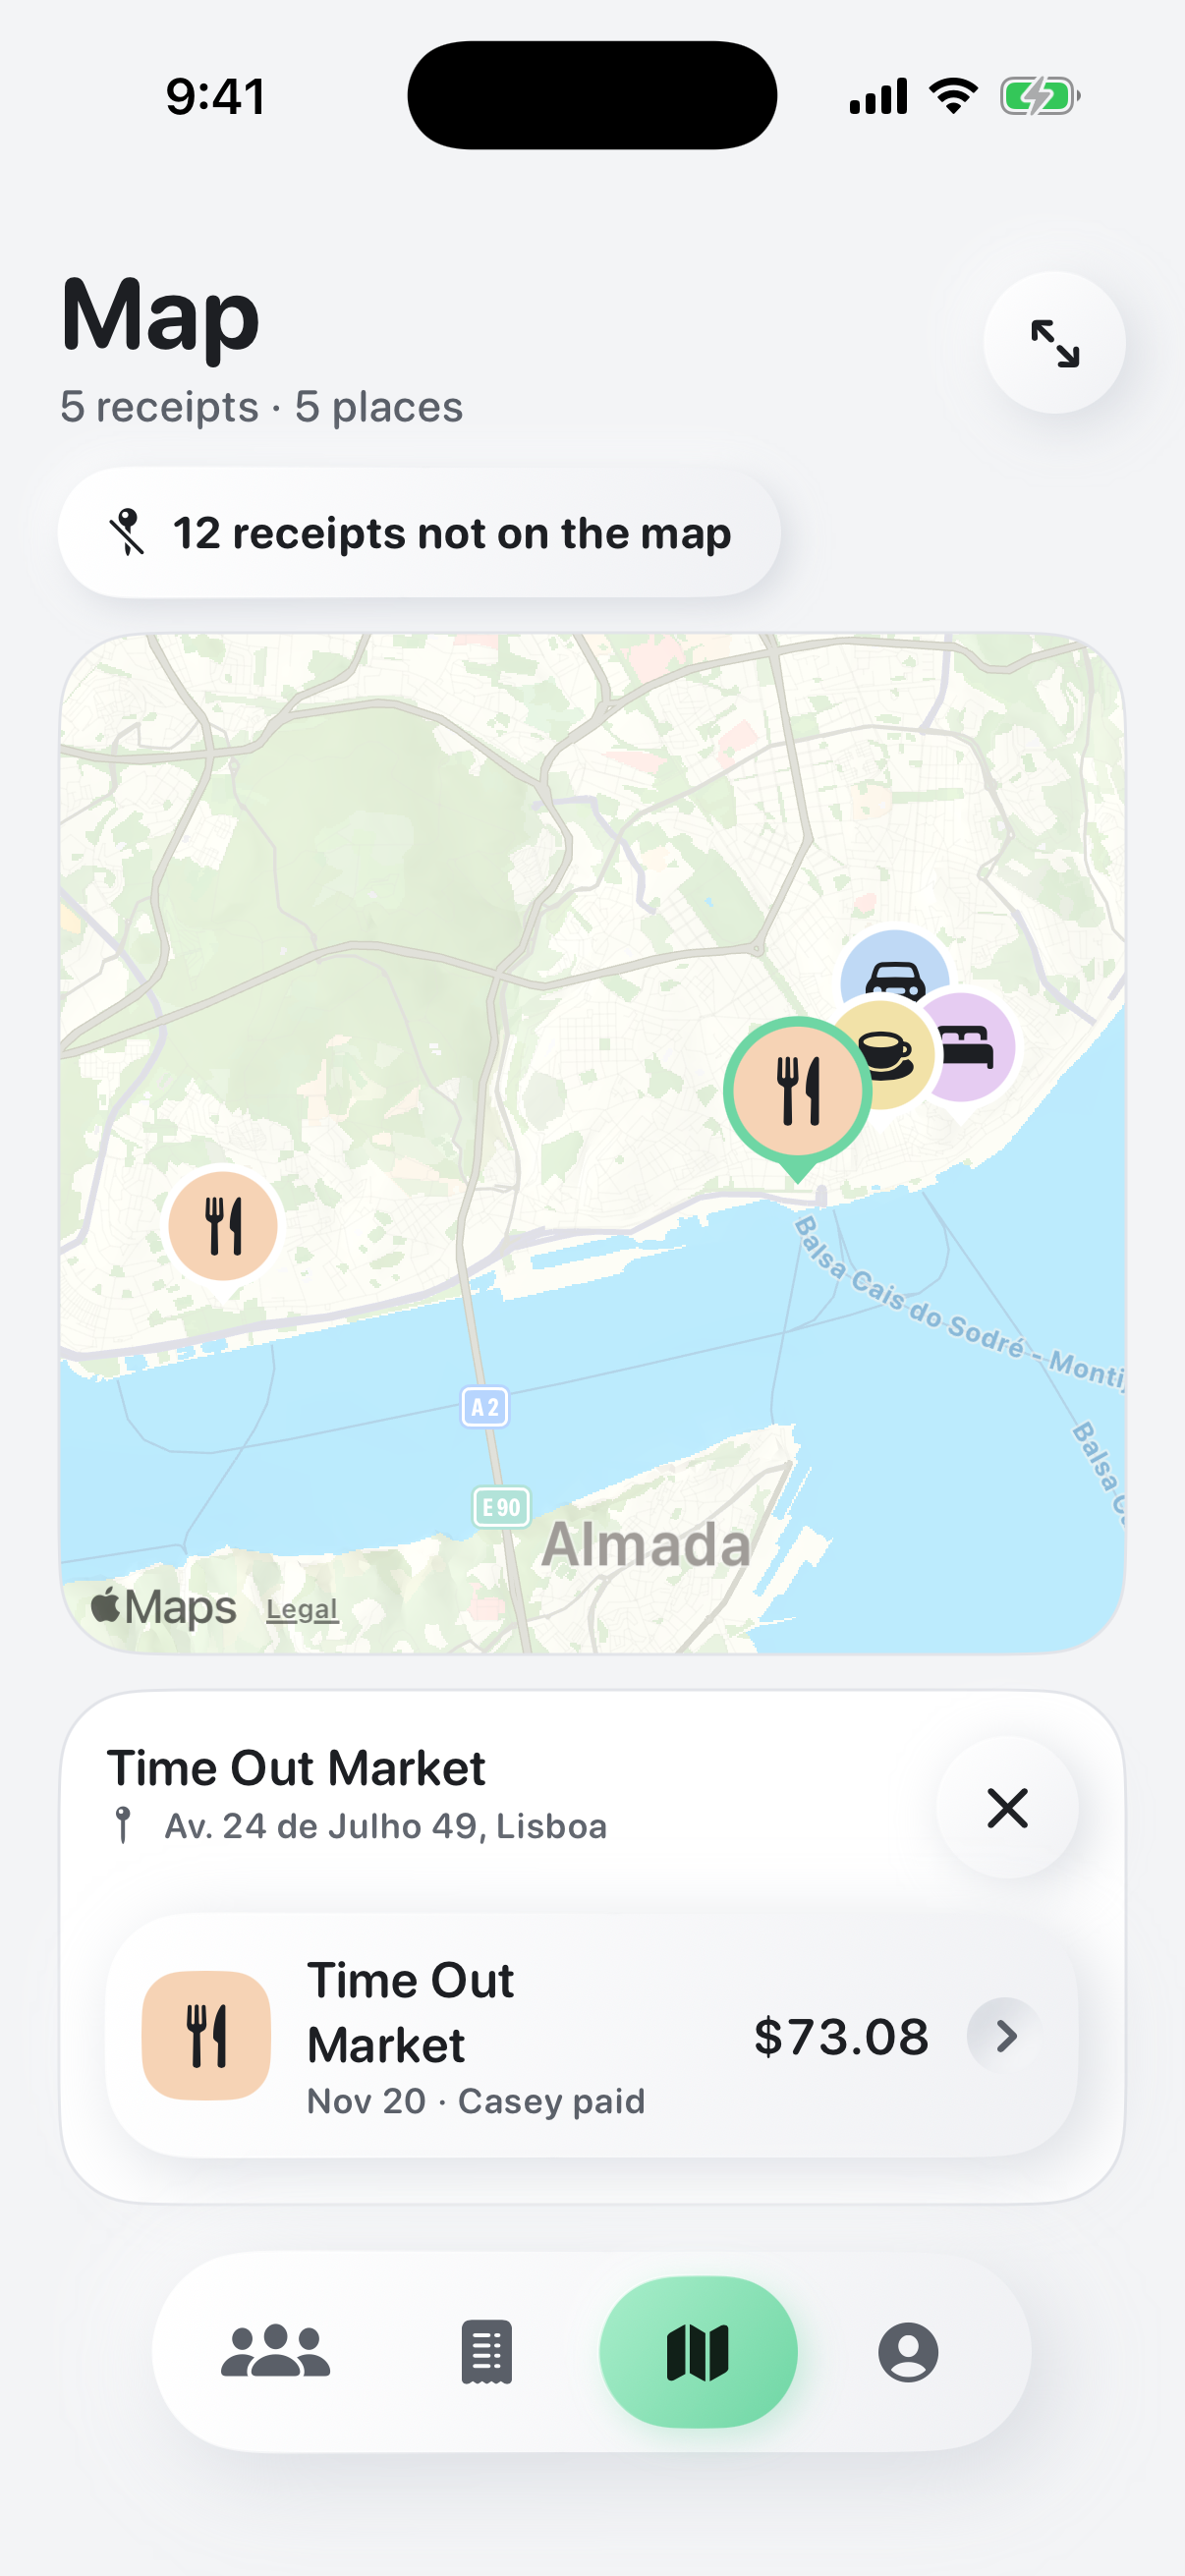 9:41
Map
5 receipts · 5 places
12 receipts not on the map
Balsa Cais do Sodré - Monti
Balsa
A2
E90
Almada
Maps Legal
Time Out Market
Av. 24 de Julho 49, Lisboa
Time Out
Market
$73.08
Nov 20 · Casey paid